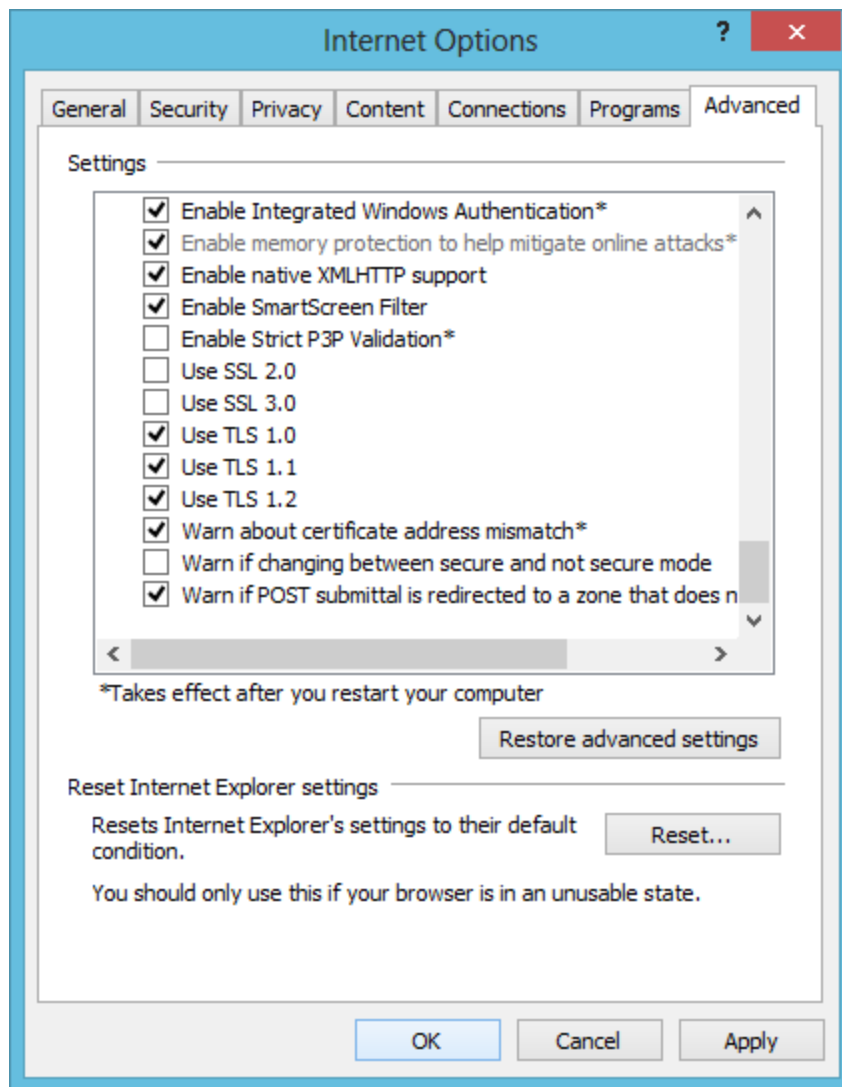 Internet Options
?
General Security Privacy Content Connections Programs Advanced
Settings
Enable Integrated Windows Authentication*
Enable memory protection to help mitigate online attacks*
Enable native XMLHTTP support
Enable SmartScreen Filter
Enable Strict P3P Validation*
Use SSL 2.0
Use SSL 3.0
Use TLS 1.0
Use TLS 1.1
Use TLS 1.2
Warn about certificate address mismatch*
Warn if changing between secure and not secure mode
Warn if POST submittal is redirected to a zone that does n
*Takes effect after you restart your computer
Restore advanced settings
Reset Internet Explorer settings
Resets Internet Explorer's settings to their default
condition.
Reset...
You should only use this if your browser is in an unusable state.
OK Cancel Apply